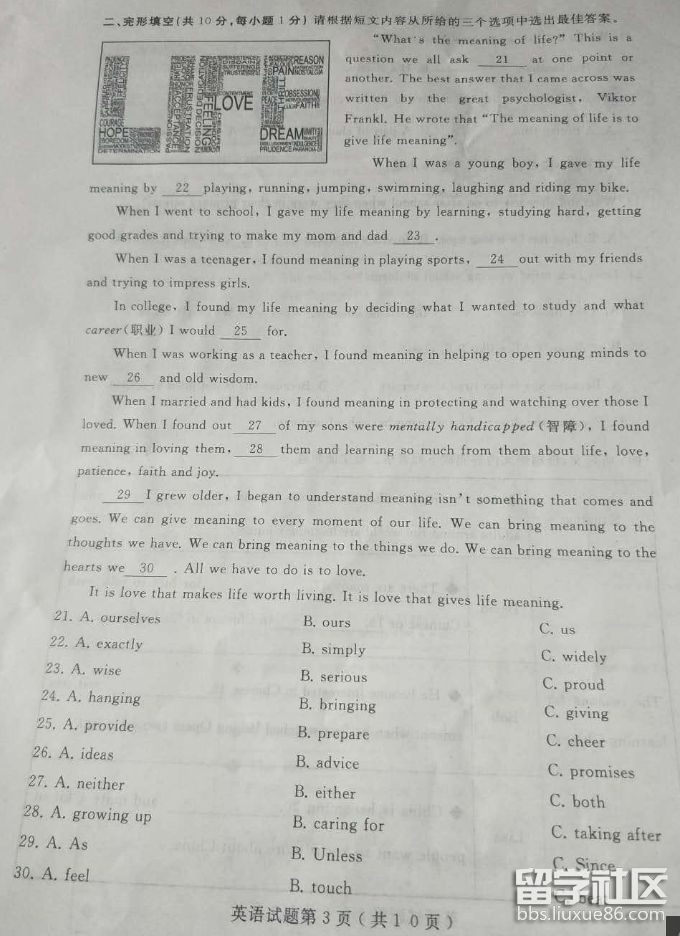 二、完形填空(共10分,每小题1分) 请根据短文内容从所给的三个选项中选出最佳答案。
"What's the meaning of life?" This is a
question we all ask 21 at one point or
another. The best answer that I came across was
written by the great psychologist, Viktor
Frankl. He wrote that "The meaning of life is to
give life meaning".
REASON
PAIN
NOSTALGIA
OBSESSION
LOVE
FAITH
FEELING
COURAGE
HOPE
DREAM
PRUDENCE
DETERMINATION
When I was a young boy, I gave my life
meaning by 22 playing, running, jumping, swimming, laughing and riding my bike.
When I went to school, I gave my life meaning by learning, studying hard, getting
good grades and trying to make my mom and dad 23 .
When I was a teenager, I found meaning in playing sports, 24 out with my friends
and trying to impress girls.
In college, I found my life meaning by deciding what I wanted to study and what
career(职业) I would 25 for.
When I was working as a teacher, I found meaning in helping to open young minds to
new 26 and old wisdom.
When I married and had kids, I found meaning in protecting and watching over those I
loved. When I found out 27 of my sons were mentally handicapped (智障), I found
meaning in loving them, 28 them and learning so much from them about life, love,
patience, faith and joy.
29 I grew older, I began to understand meaning isn't something that comes and
goes. We can give meaning to every moment of our life. We can bring meaning to the
thoughts we have. We can bring meaning to the things we do. We can bring meaning to the
hearts we 30 . All we have to do is to love.
It is love that makes life worth living. It is love that gives life meaning.
21. A. ourselves B. ours C. us
22. A. exactly B. simply C. widely
23. A. wise B. serious C. proud
24. A. hanging B. bringing C. giving
25. A. provide B. prepare C. cheer
26. A. ideas B. advice C. promises
27. A. neither B. either C. both
28. A. growing up B. caring for C. taking after
29. A. As B. Unless C. Since
30. A. feel B. touch C.
英语试题第3页(共10页)
留学社区
bbs.liuxue86.com